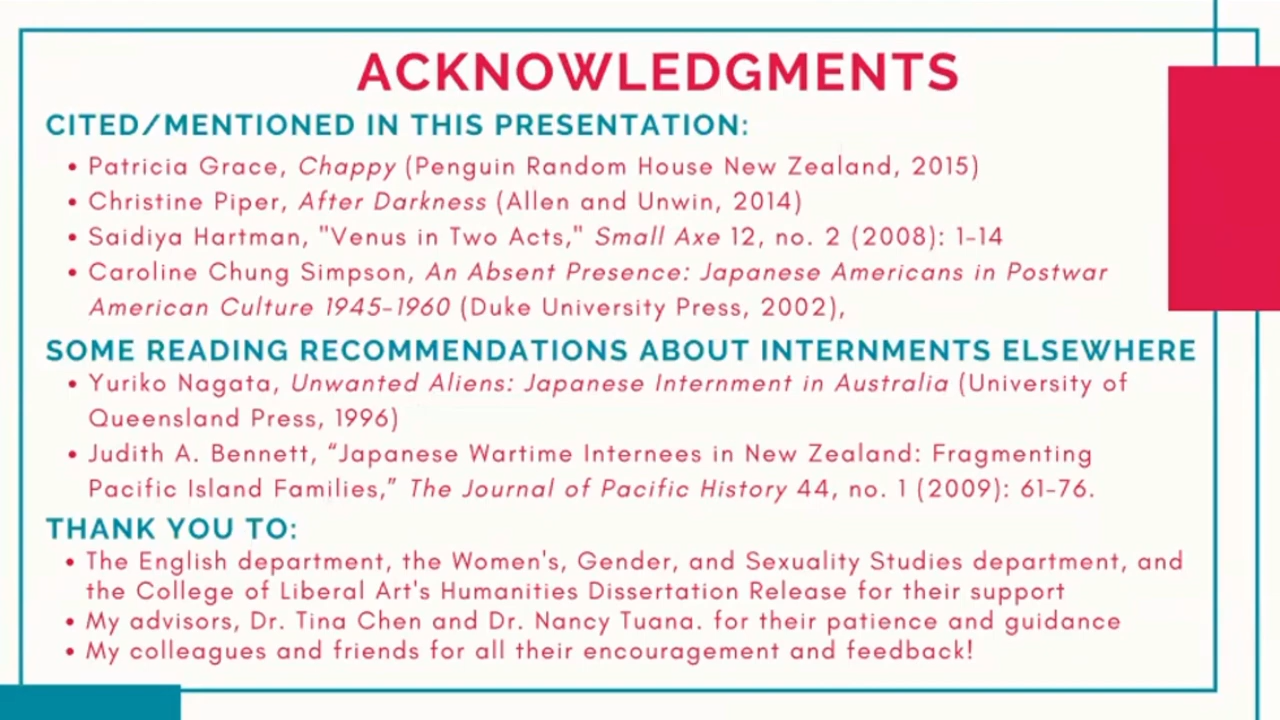 ACKNOWLEDGMENTS
CITED/MENTIONED IN THIS PRESENTATION:
• Patricia Grace, Chappy (Penguin Random House New Zealand, 2015)
• Christine Piper, After Darkness (Allen and Unwin, 2014)
• Saidiya Hartman, "Venus in Two Acts," Small Axe 12, no. 2 (2008): 1-14
• Caroline Chung Simpson, An Absent Presence: Japanese Americans in Postwar
American Culture 1945-1960 (Duke University Press, 2002),
SOME READING RECOMMENDATIONS ABOUT INTERNMENTS ELSEWHERE
• Yuriko Nagata, Unwanted Aliens: Japanese Internment in Australia (University of
Queensland Press, 1996)
• Judith A. Bennett, “Japanese Wartime Internees in New Zealand: Fragmenting
Pacific Island Families,” The Journal of Pacific History 44, no. 1 (2009): 61-76.
THANK YOU TO:
• The English department, the Women's, Gender, and Sexuality Studies department, and
the College of Liberal Art's Humanities Dissertation Release for their support
• My advisors, Dr. Tina Chen and Dr. Nancy Tuana. for their patience and guidance
• My colleagues and friends for all their encouragement and feedback!